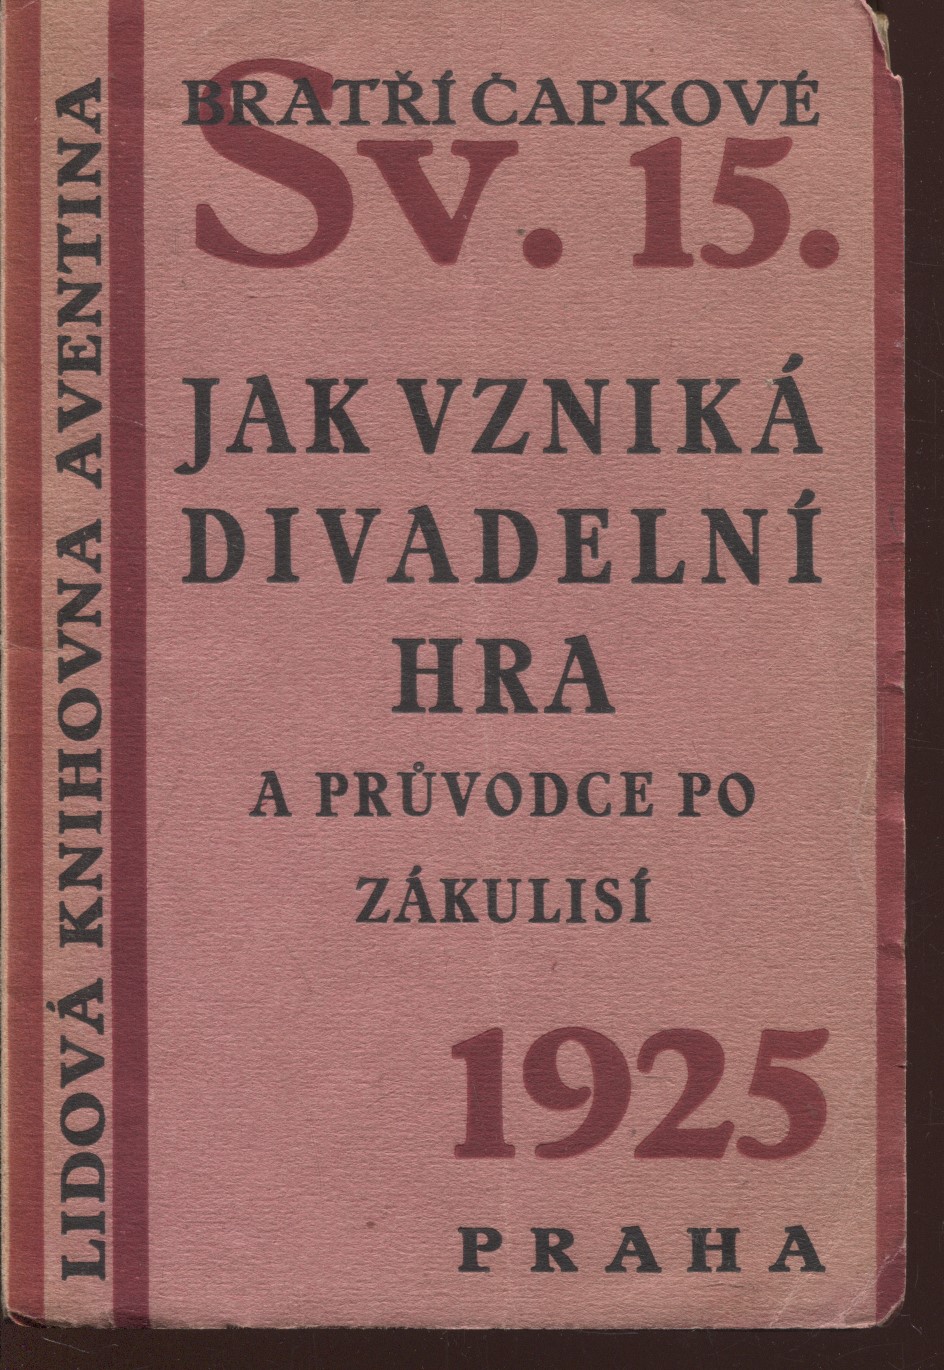 BRATŘÍ ČAPKOVÉ
Sv. 15.
JAK VZNIKÁ
DIVADELNÍ
HRA
A PRŮVODCE PO
ZÁKULISÍ
1925
PRAHA
LIDOVÁ KNIHOVNA AVENTINA